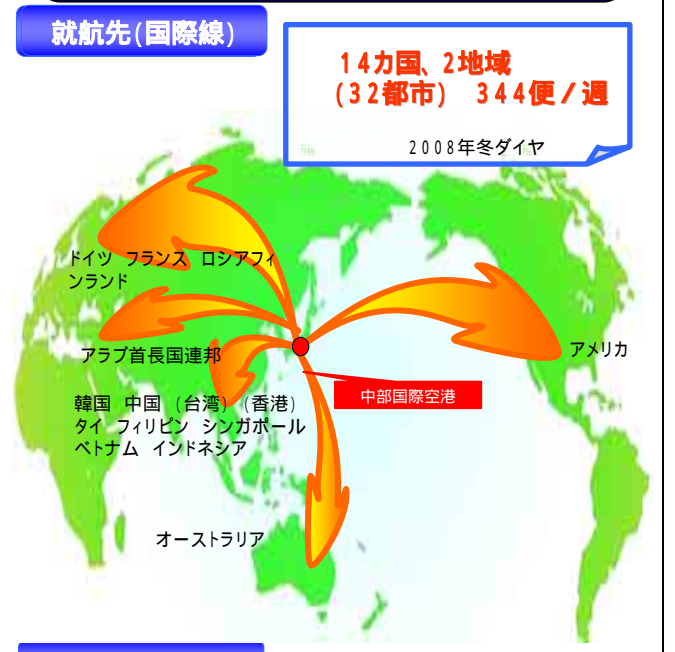 就航先(国際線)
14カ国、2地域
(32都市) 344便/週
2008年冬ダイヤ
ドイツ フランス ロシアフィ
ンランド
アラブ首長国連邦
アメリカ
中部国際空港
韓国 中国 (台湾) (香港)
タイ フィリピン シンガポール
ベトナム インドネシア
オーストラリア